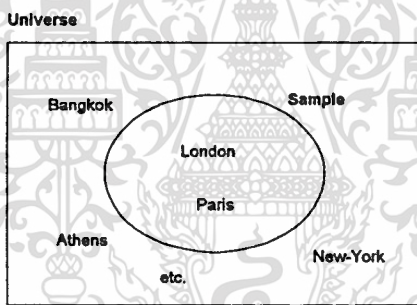 Universe
Bangkok
Sample
London
Paris
Athens
New-York
etc.